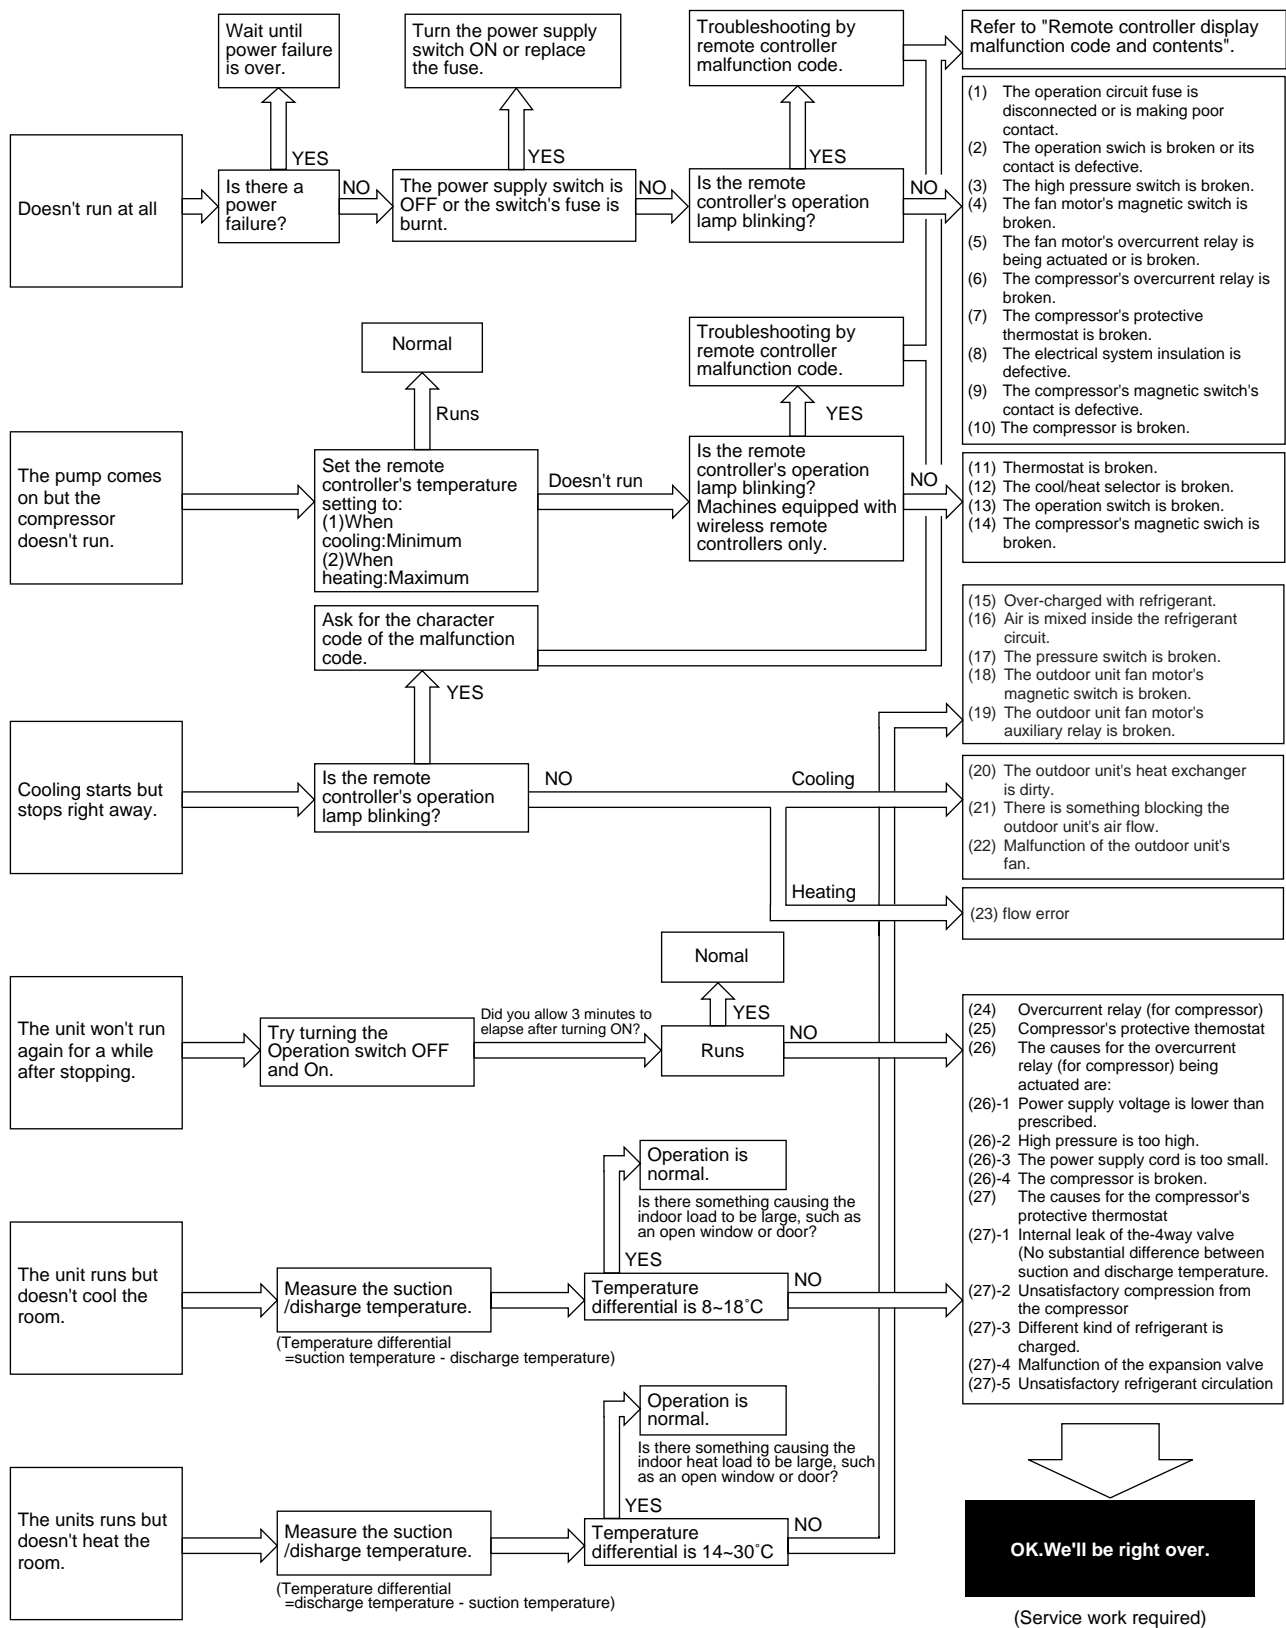 Wait until
power failure
is over.
Turn the power supply
switch ON or replace
the fuse.
Troubleshooting by
remote controller
malfunction code.
Refer to "Remote controller display
malfunction code and contents".
YES
YES
YES
Doesn't run at all
Is there a
power
failure?
NO
The power supply switch is
OFF or the switch's fuse is
burnt.
NO
Is the remote
controller's operation
lamp blinking?
NO
(1) The operation circuit fuse is
disconnected or is making poor
contact.
(2) The operation swich is broken or its
contact is defective.
(3) The high pressure switch is broken.
(4) The fan motor's magnetic switch is
broken.
(5) The fan motor's overcurrent relay is
being actuated or is broken.
(6) The compressor's overcurrent relay is
broken.
(7) The compressor's protective
thermostat is broken.
(8) The electrical system insulation is
defective.
(9) The compressor's magnetic switch's
contact is defective.
(10) The compressor is broken.
Normal
Runs
Troubleshooting by
remote controller
malfunction code.
YES
The pump comes
on but the
compressor
doesn't run.
Set the remote
controller's temperature
setting to:
(1)When
cooling:Minimum
(2)When
heating:Maximum
Doesn't run
Is the remote
controller's operation
lamp blinking?
Machines equipped with
wireless remote
controllers only.
NO
(11) Thermostat is broken.
(12) The cool/heat selector is broken.
(13) The operation switch is broken.
(14) The compressor's magnetic swich is
broken.
Ask for the character
code of the malfunction
code.
YES
(15) Over-charged with refrigerant.
(16) Air is mixed inside the refrigerant
circuit.
(17) The pressure switch is broken.
(18) The outdoor unit fan motor's
magnetic switch is broken.
(19) The outdoor unit fan motor's
auxiliary relay is broken.
Cooling starts but
stops right away.
Is the remote
controller's operation
lamp blinking?
NO
Cooling
(20) The outdoor unit's heat exchanger
is dirty.
(21) There is something blocking the
outdoor unit's air flow.
(22) Malfunction of the outdoor unit's
fan.
Heating
(23) flow error
Nomal
YES
The unit won't run
again for a while
after stopping.
Try turning the
Operation switch OFF
and On.
Did you allow 3 minutes to
elapse after turning ON?
Runs
NO
(24) Overcurrent relay (for compressor)
(25) Compressor's protective themostat
(26) The causes for the overcurrent
relay (for compressor) being
actuated are:
(26)-1 Power supply voltage is lower than
prescribed.
(26)-2 High pressure is too high.
(26)-3 The power supply cord is too small.
(26)-4 The compressor is broken.
(27) The causes for the compressor's
protective thermostat
(27)-1 Internal leak of the-4way valve
(No substantial difference between
suction and discharge temperature.
(27)-2 Unsatisfactory compression from
the compressor
(27)-3 Different kind of refrigerant is
charged.
(27)-4 Malfunction of the expansion valve
(27)-5 Unsatisfactory refrigerant circulation
Operation is
normal.
Is there something causing the
indoor load to be large, such as
an open window or door?
YES
The unit runs but
doesn't cool the
room.
Measure the suction
/disharge temperature.
(Temperature differential
=suction temperature - discharge temperature)
Temperature
differential is 8~18˚C
NO
Operation is
normal.
Is there something causing the
indoor heat load to be large, such
as an open window or door?
YES
The units runs but
doesn't heat the
room.
Measure the suction
/disharge temperature.
(Temperature differential
=discharge temperature - suction temperature)
Temperature
differential is 14~30˚C
NO
OK.We'll be right over.
(Service work required)